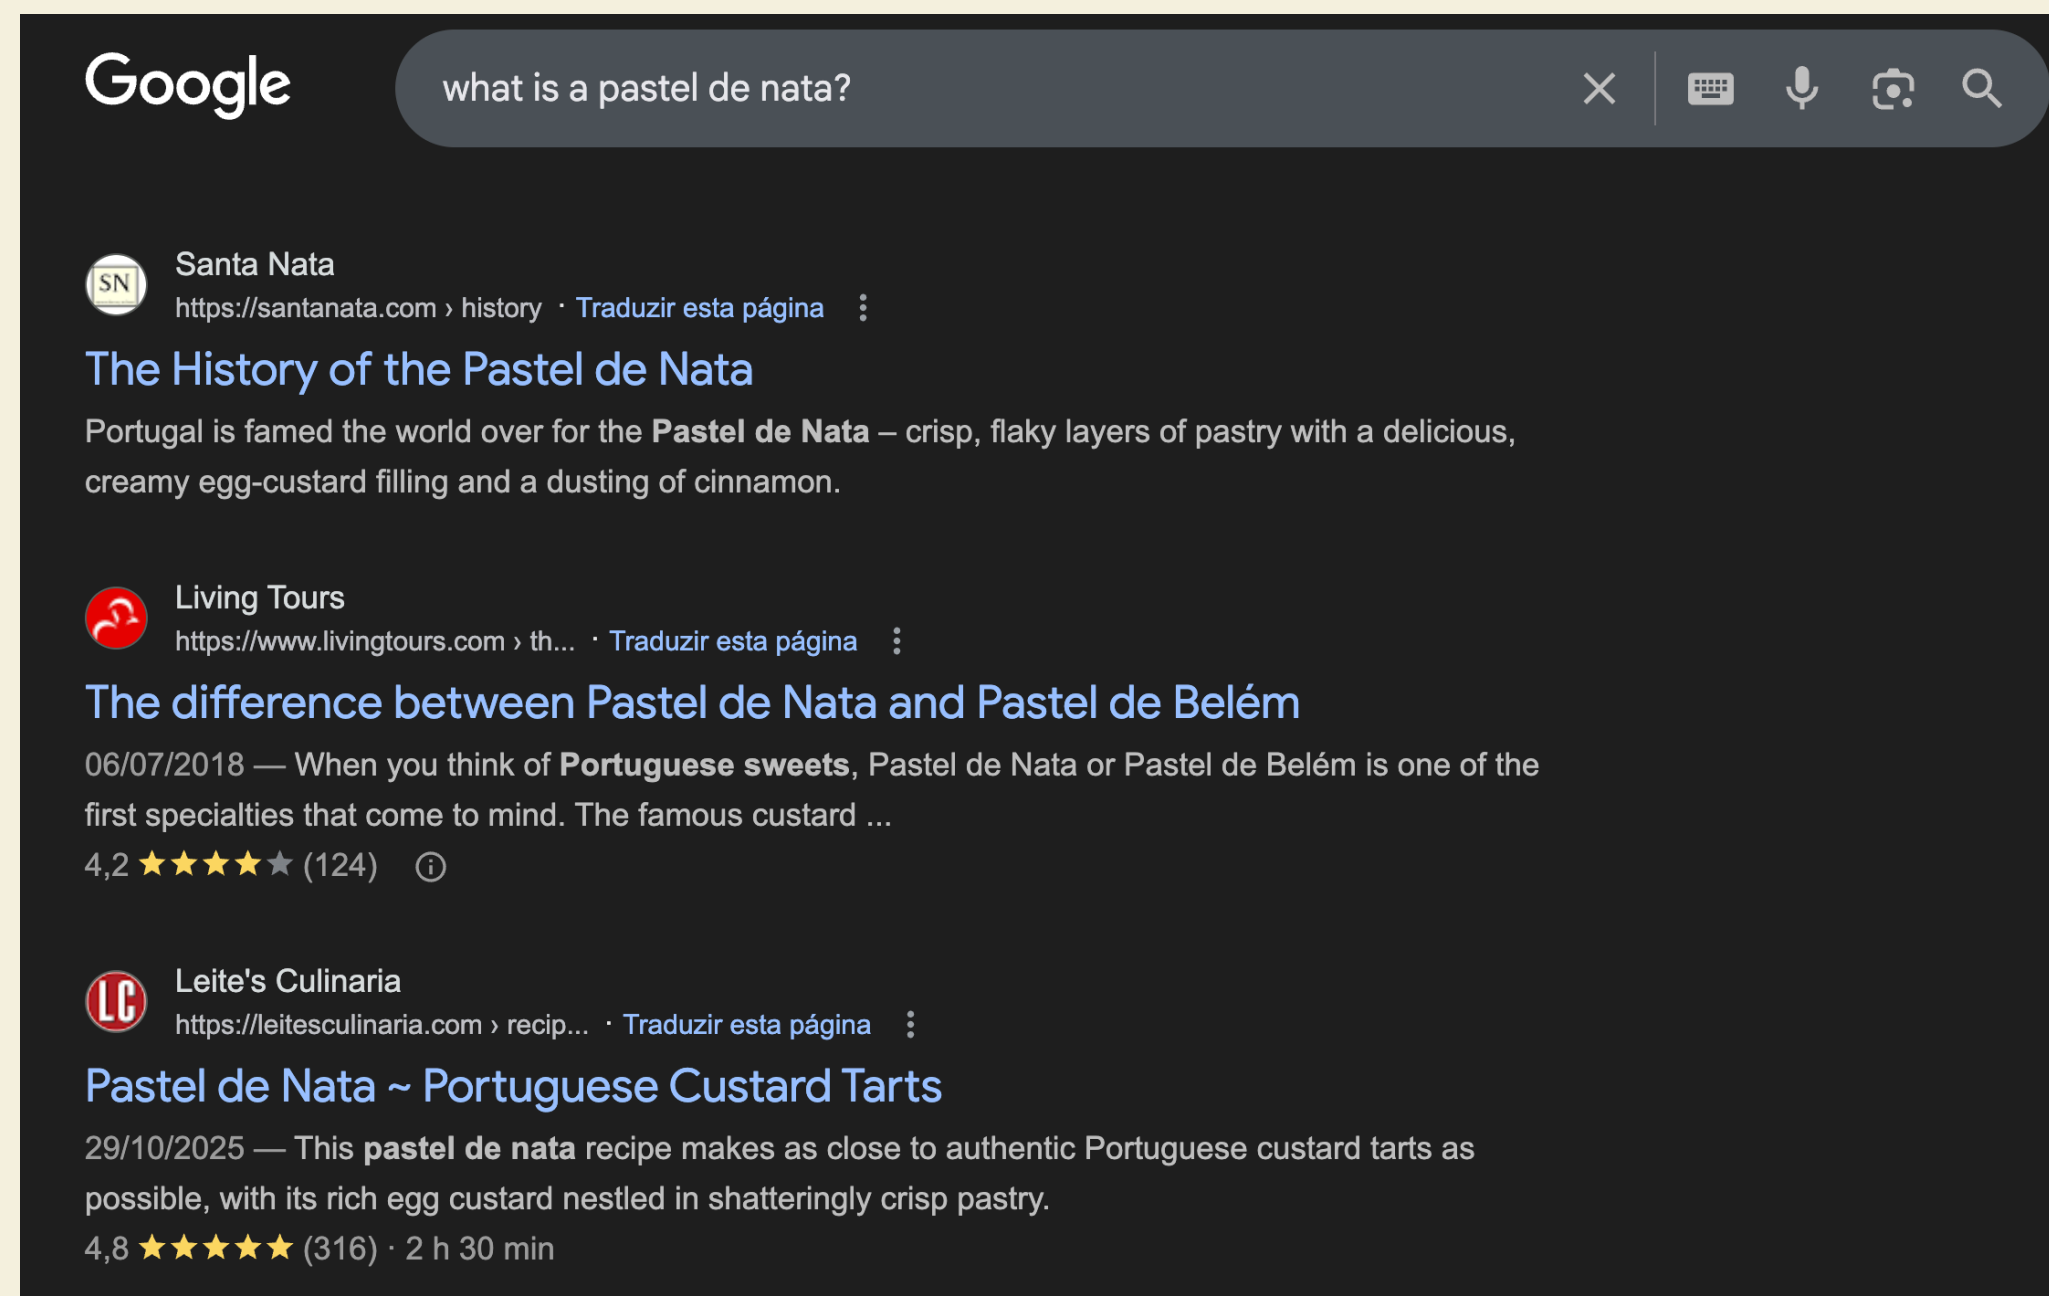 Google
what is a pastel de nata?
SN
Santa Nata
https://santanata.com › history · Traduzir esta página
The History of the Pastel de Nata
Portugal is famed the world over for the Pastel de Nata – crisp, flaky layers of pastry with a delicious,
creamy egg-custard filling and a dusting of cinnamon.
Living Tours
https://www.livingtours.com › th... · Traduzir esta página
The difference between Pastel de Nata and Pastel de Belém
06/07/2018 — When you think of Portuguese sweets, Pastel de Nata or Pastel de Belém is one of the
first specialties that come to mind. The famous custard ...
4,2 ★★★★★ (124)
LC
Leite's Culinaria
https://leitesculinaria.com › recip... · Traduzir esta página
Pastel de Nata ~ Portuguese Custard Tarts
29/10/2025 — This pastel de nata recipe makes as close to authentic Portuguese custard tarts as
possible, with its rich egg custard nestled in shatteringly crisp pastry.
4,8 ★★★★★ (316) · 2 h 30 min